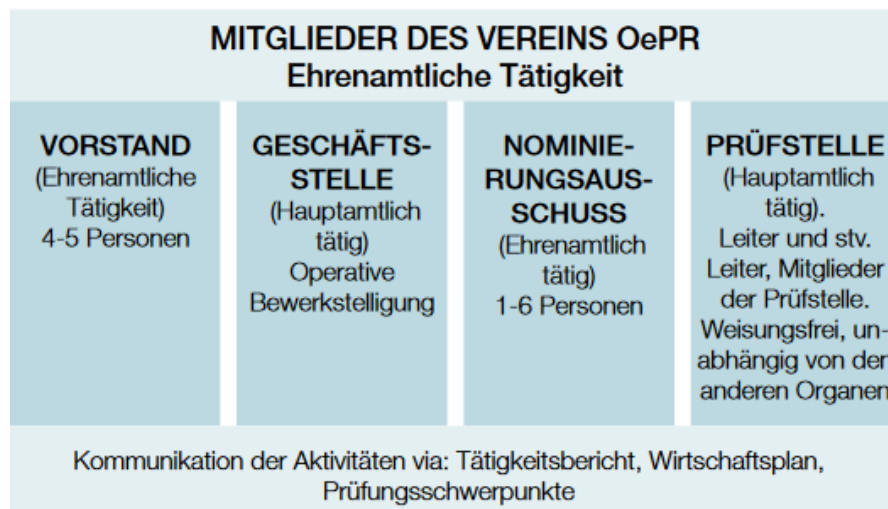 MITGLIEDER DES VEREINS OePR
Ehrenamtliche Tätigkeit
VORSTAND
(Ehrenamtliche
Tätigkeit)
4-5 Personen
GESCHÄFTS-
STELLE
(Hauptamtlich
tätig)
Operative
Bewerkstelligung
NOMINIE-
RUNGSAUS-
SCHUSS
(Ehrenamtlich
tätig)
1-6 Personen
PRÜFSTELLE
(Hauptamtlich
tätig).
Leiter und stv.
Leiter, Mitglieder
der Prüfstelle.
Weisungsfrei, un-
abhängig von den
anderen Organen
Kommunikation der Aktivitäten via: Tätigkeitsbericht, Wirtschaftsplan,
Prüfungsschwerpunkte